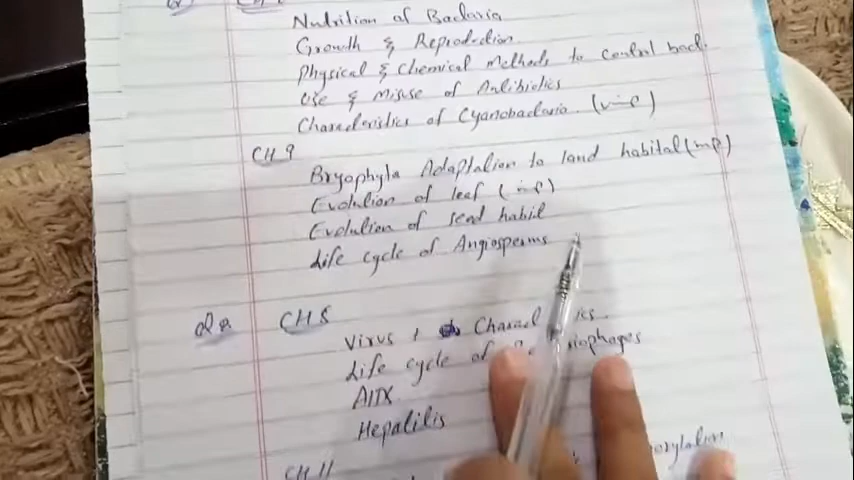 Nutrition of Bacteria
Growth & Reproduction
Physical & Chemical Methods to control bact.
Use & Misuse of Antibiotics
Characteristics of Cyanobacteria (v-imp)
CH 9
Bryophyta Adaptation to land habitat (imp)
Evolution of leaf (imp)
Evolution of seed habit
Life cycle of Angiosperms
CH 5
Virus +
Life cycle of
AIDS
Hepatitis
CH 11